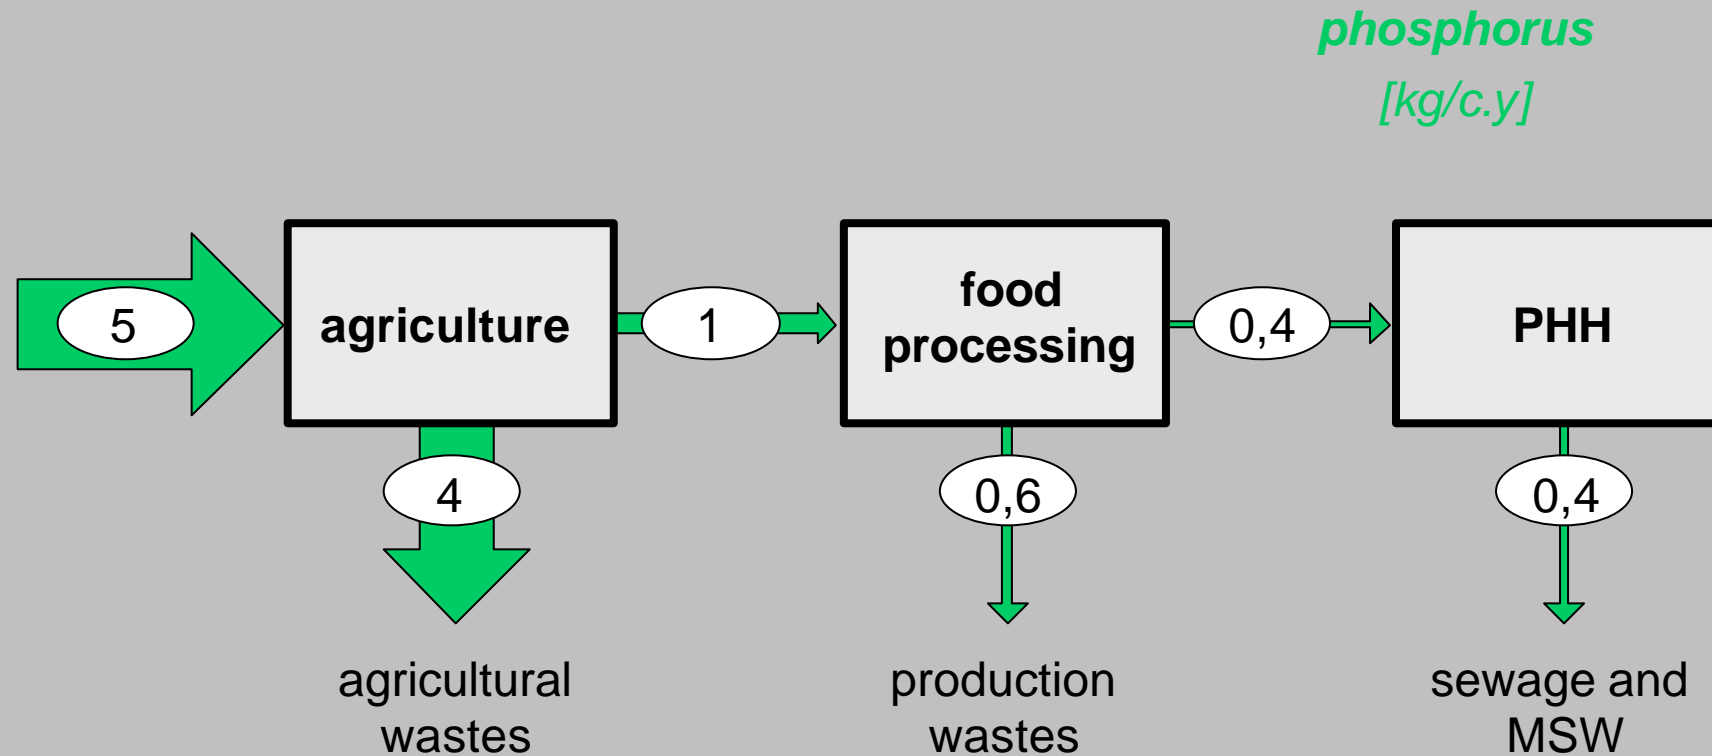 phosphorus
[kg/c.y]
5
agriculture
1
food
processing
0,4
PHH
4
0,6
0,4
agricultural
wastes
production
wastes
sewage and
MSW